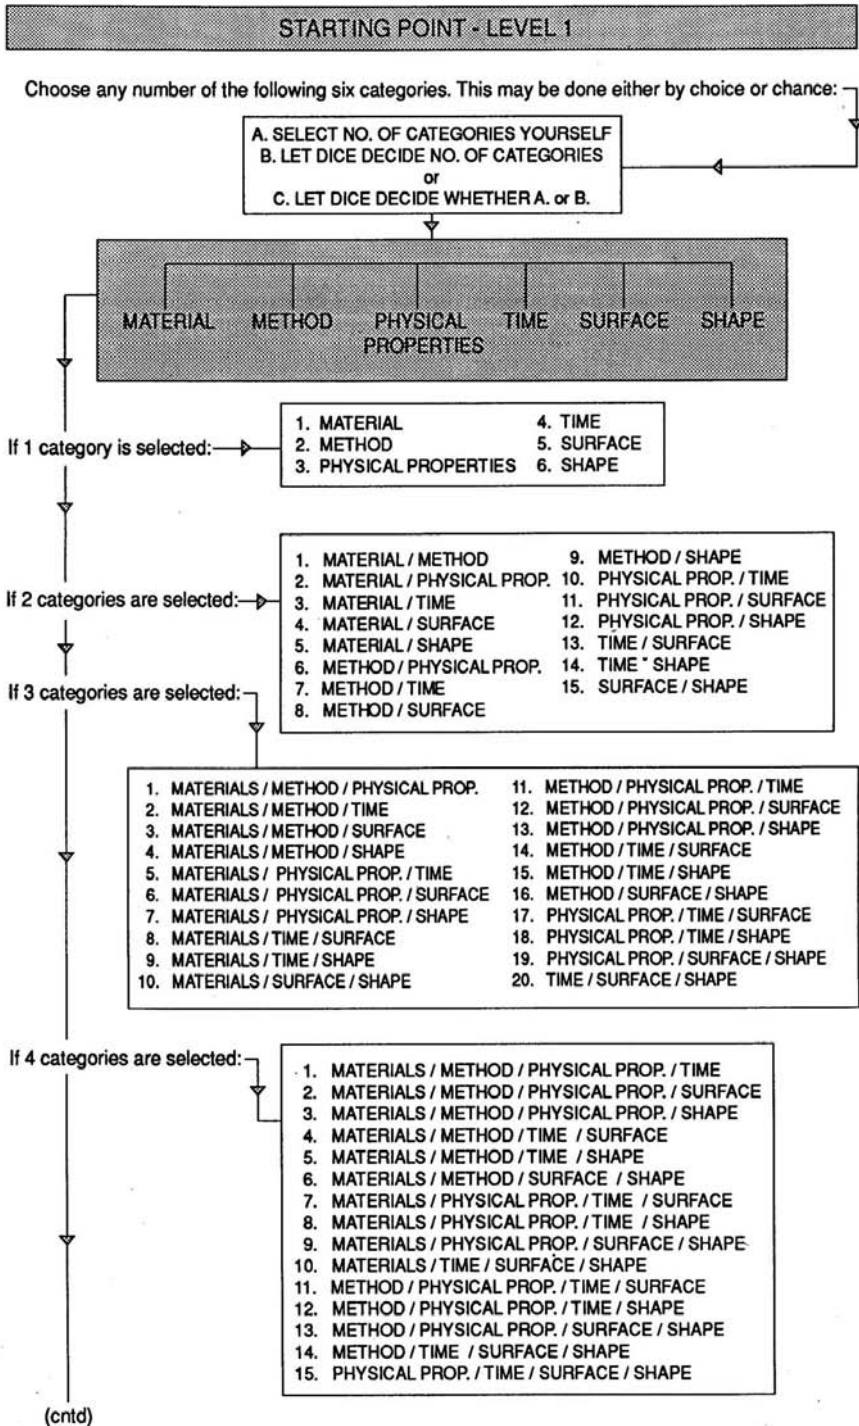 STARTING POINT - LEVEL 1
Choose any number of the following six categories. This may be done either by choice or chance:
A. SELECT NO. OF CATEGORIES YOURSELF
B. LET DICE DECIDE NO. OF CATEGORIES
or
C. LET DICE DECIDE WHETHER A. or B.
MATERIAL METHOD PHYSICAL PROPERTIES TIME SURFACE SHAPE
If 1 category is selected:
1. MATERIAL
2. METHOD
3. PHYSICAL PROPERTIES
4. TIME
5. SURFACE
6. SHAPE
If 2 categories are selected:
1. MATERIAL / METHOD
2. MATERIAL / PHYSICAL PROP.
3. MATERIAL / TIME
4. MATERIAL / SURFACE
5. MATERIAL / SHAPE
6. METHOD / PHYSICAL PROP.
7. METHOD / TIME
8. METHOD / SURFACE
9. METHOD / SHAPE
10. PHYSICAL PROP. / TIME
11. PHYSICAL PROP. / SURFACE
12. PHYSICAL PROP. / SHAPE
13. TIME / SURFACE
14. TIME " SHAPE
15. SURFACE / SHAPE
If 3 categories are selected:
1. MATERIALS / METHOD / PHYSICAL PROP.
2. MATERIALS / METHOD / TIME
3. MATERIALS / METHOD / SURFACE
4. MATERIALS / METHOD / SHAPE
5. MATERIALS / PHYSICAL PROP. / TIME
6. MATERIALS / PHYSICAL PROP. / SURFACE
7. MATERIALS / PHYSICAL PROP. / SHAPE
8. MATERIALS / TIME / SURFACE
9. MATERIALS / TIME / SHAPE
10. MATERIALS / SURFACE / SHAPE
11. METHOD / PHYSICAL PROP. / TIME
12. METHOD / PHYSICAL PROP. / SURFACE
13. METHOD / PHYSICAL PROP. / SHAPE
14. METHOD / TIME / SURFACE
15. METHOD / TIME / SHAPE
16. METHOD / SURFACE / SHAPE
17. PHYSICAL PROP. / TIME / SURFACE
18. PHYSICAL PROP. / TIME / SHAPE
19. PHYSICAL PROP. / SURFACE / SHAPE
20. TIME / SURFACE / SHAPE
If 4 categories are selected:
1. MATERIALS / METHOD / PHYSICAL PROP. / TIME
2. MATERIALS / METHOD / PHYSICAL PROP. / SURFACE
3. MATERIALS / METHOD / PHYSICAL PROP. / SHAPE
4. MATERIALS / METHOD / TIME / SURFACE
5. MATERIALS / METHOD / TIME / SHAPE
6. MATERIALS / METHOD / SURFACE / SHAPE
7. MATERIALS / PHYSICAL PROP. / TIME / SURFACE
8. MATERIALS / PHYSICAL PROP. / TIME / SHAPE
9. MATERIALS / PHYSICAL PROP. / SURFACE / SHAPE
10. MATERIALS / TIME / SURFACE / SHAPE
11. METHOD / PHYSICAL PROP. / TIME / SURFACE
12. METHOD / PHYSICAL PROP. / TIME / SHAPE
13. METHOD / PHYSICAL PROP. / SURFACE / SHAPE
14. METHOD / TIME / SURFACE / SHAPE
15. PHYSICAL PROP. / TIME / SURFACE / SHAPE
(cntd)